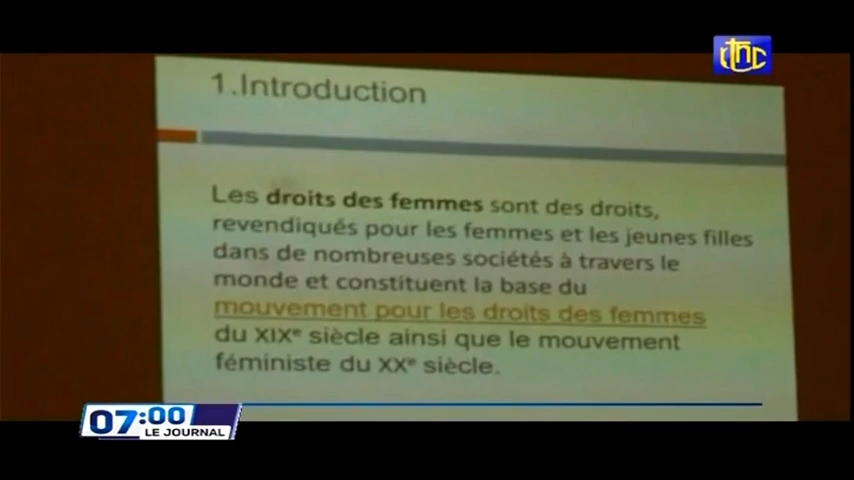 rtnc
1.Introduction
Les droits des femmes sont des droits,
revendiqués pour les femmes et les jeunes filles
dans de nombreuses sociétés à travers le
monde et constituent la base du
mouvement pour les droits des femmes
du XIXᵉ siècle ainsi que le mouvement
féministe du XXᵉ siècle.
07:00
LE JOURNAL